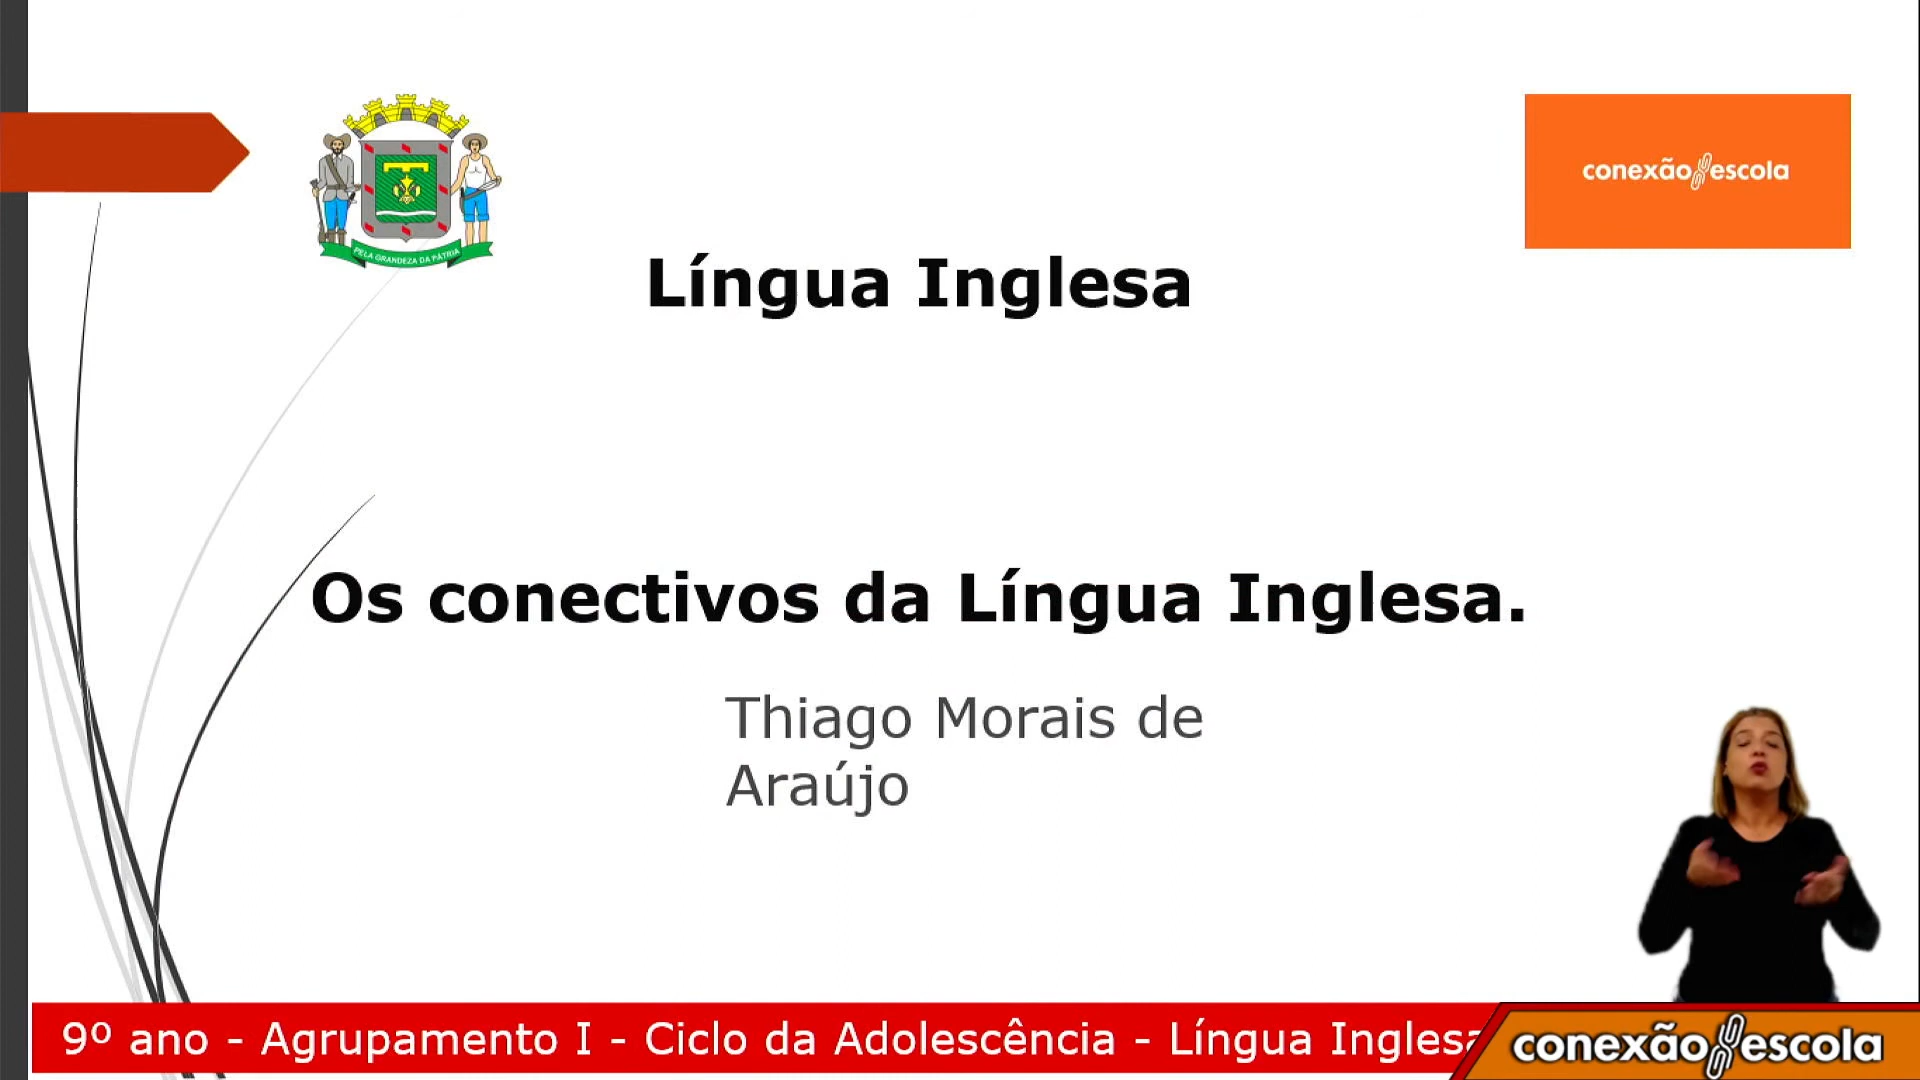 conexão escola
PELA GRANDEZA DA PÁTRIA
Língua Inglesa
Os conectivos da Língua Inglesa.
Thiago Morais de
Araújo
9º ano - Agrupamento I - Ciclo da Adolescência - Língua Inglesa
conexão escola